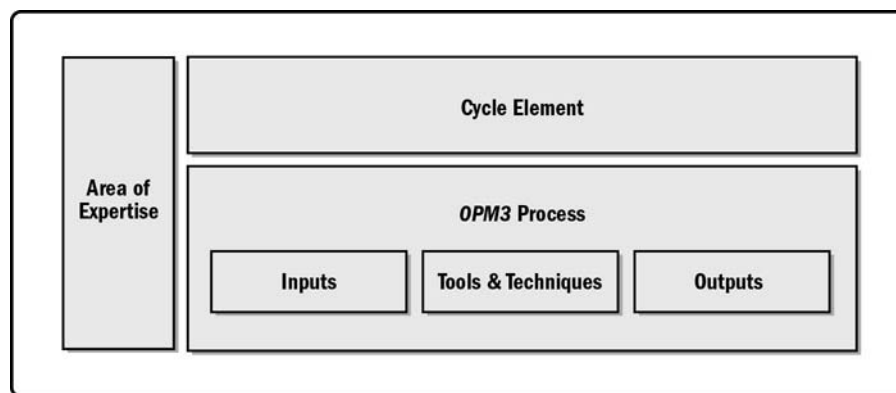 Cycle Element
Area of
Expertise
OPM3 Process
Inputs
Tools & Techniques
Outputs